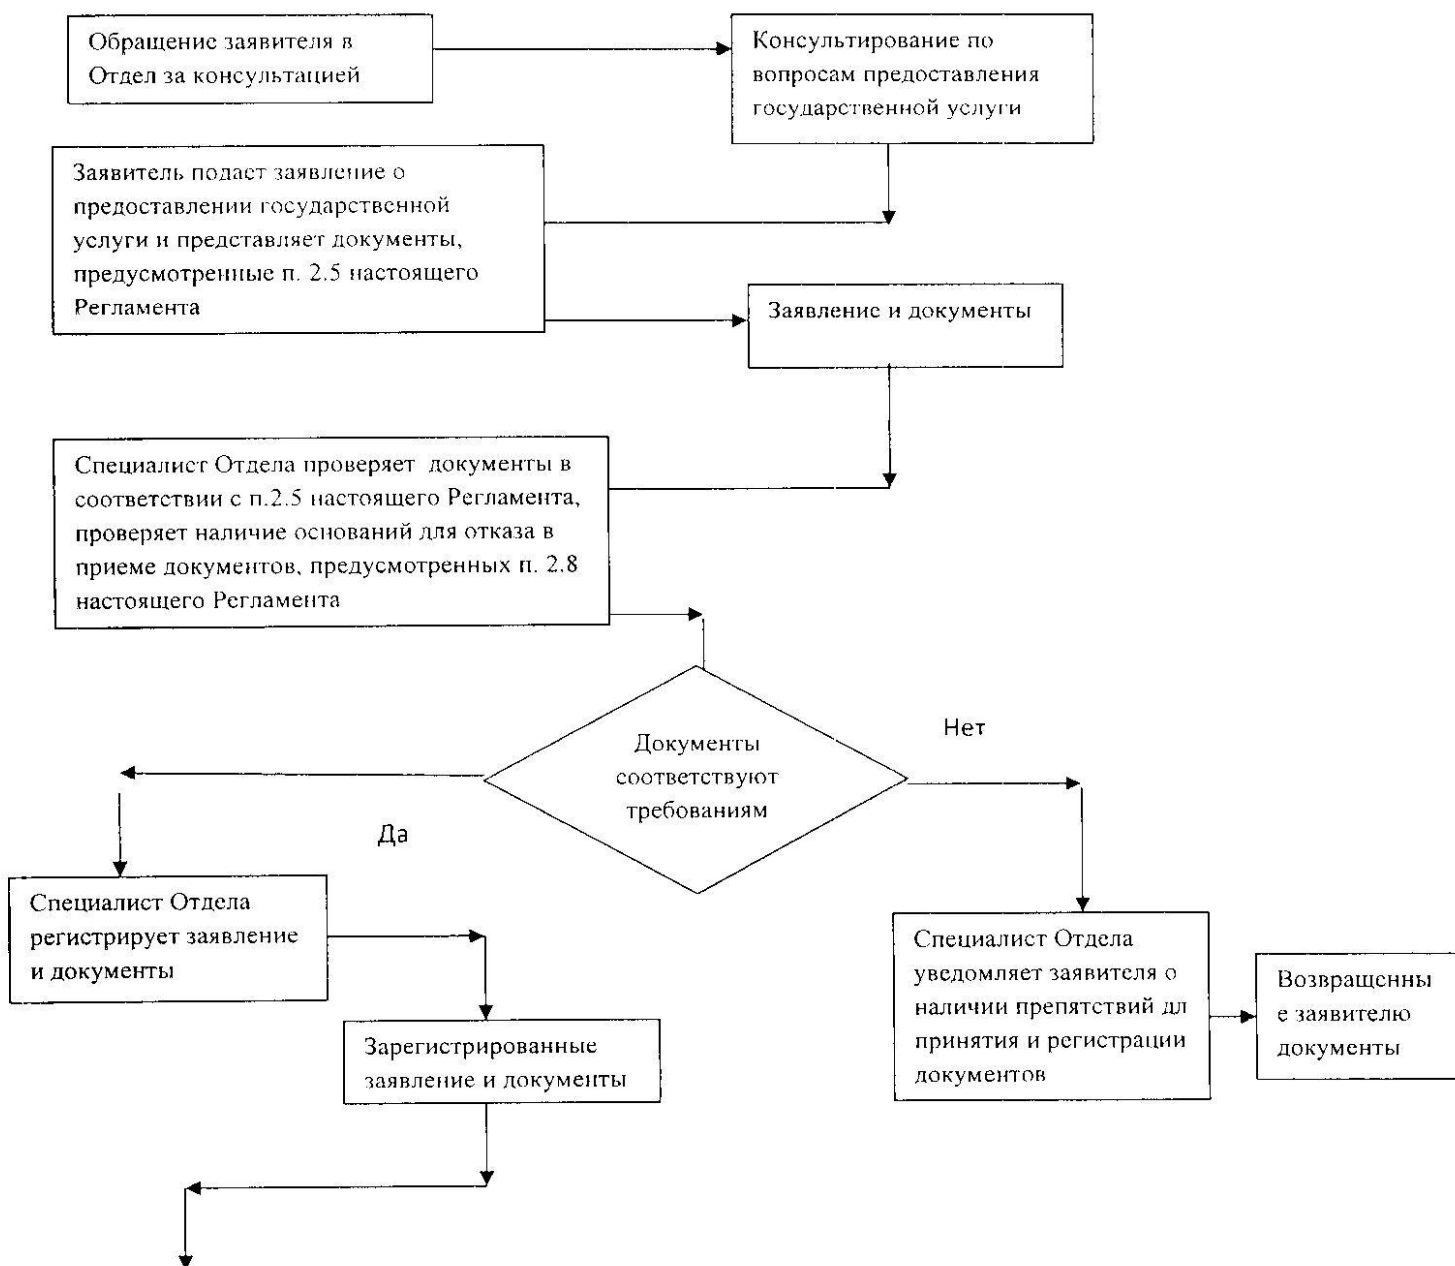 Обращение заявителя в
Отдел за консультацией
Консультирование по
вопросам предоставления
государственной услуги
Заявитель подает заявление о
предоставлении государственной
услуги и представляет документы,
предусмотренные п. 2.5 настоящего
Регламента
Заявление и документы
Специалист Отдела проверяет документы в
соответствии с п.2.5 настоящего Регламента,
проверяет наличие оснований для отказа в
приеме документов, предусмотренных п. 2.8
настоящего Регламента
Документы
соответствуют
требованиям
Нет
Да
Специалист Отдела
регистрирует заявление
и документы
Зарегистрированные
заявление и документы
Специалист Отдела
уведомляет заявителя о
наличии препятствий дл
принятия и регистрации
документов
Возвращенны
е заявителю
документы